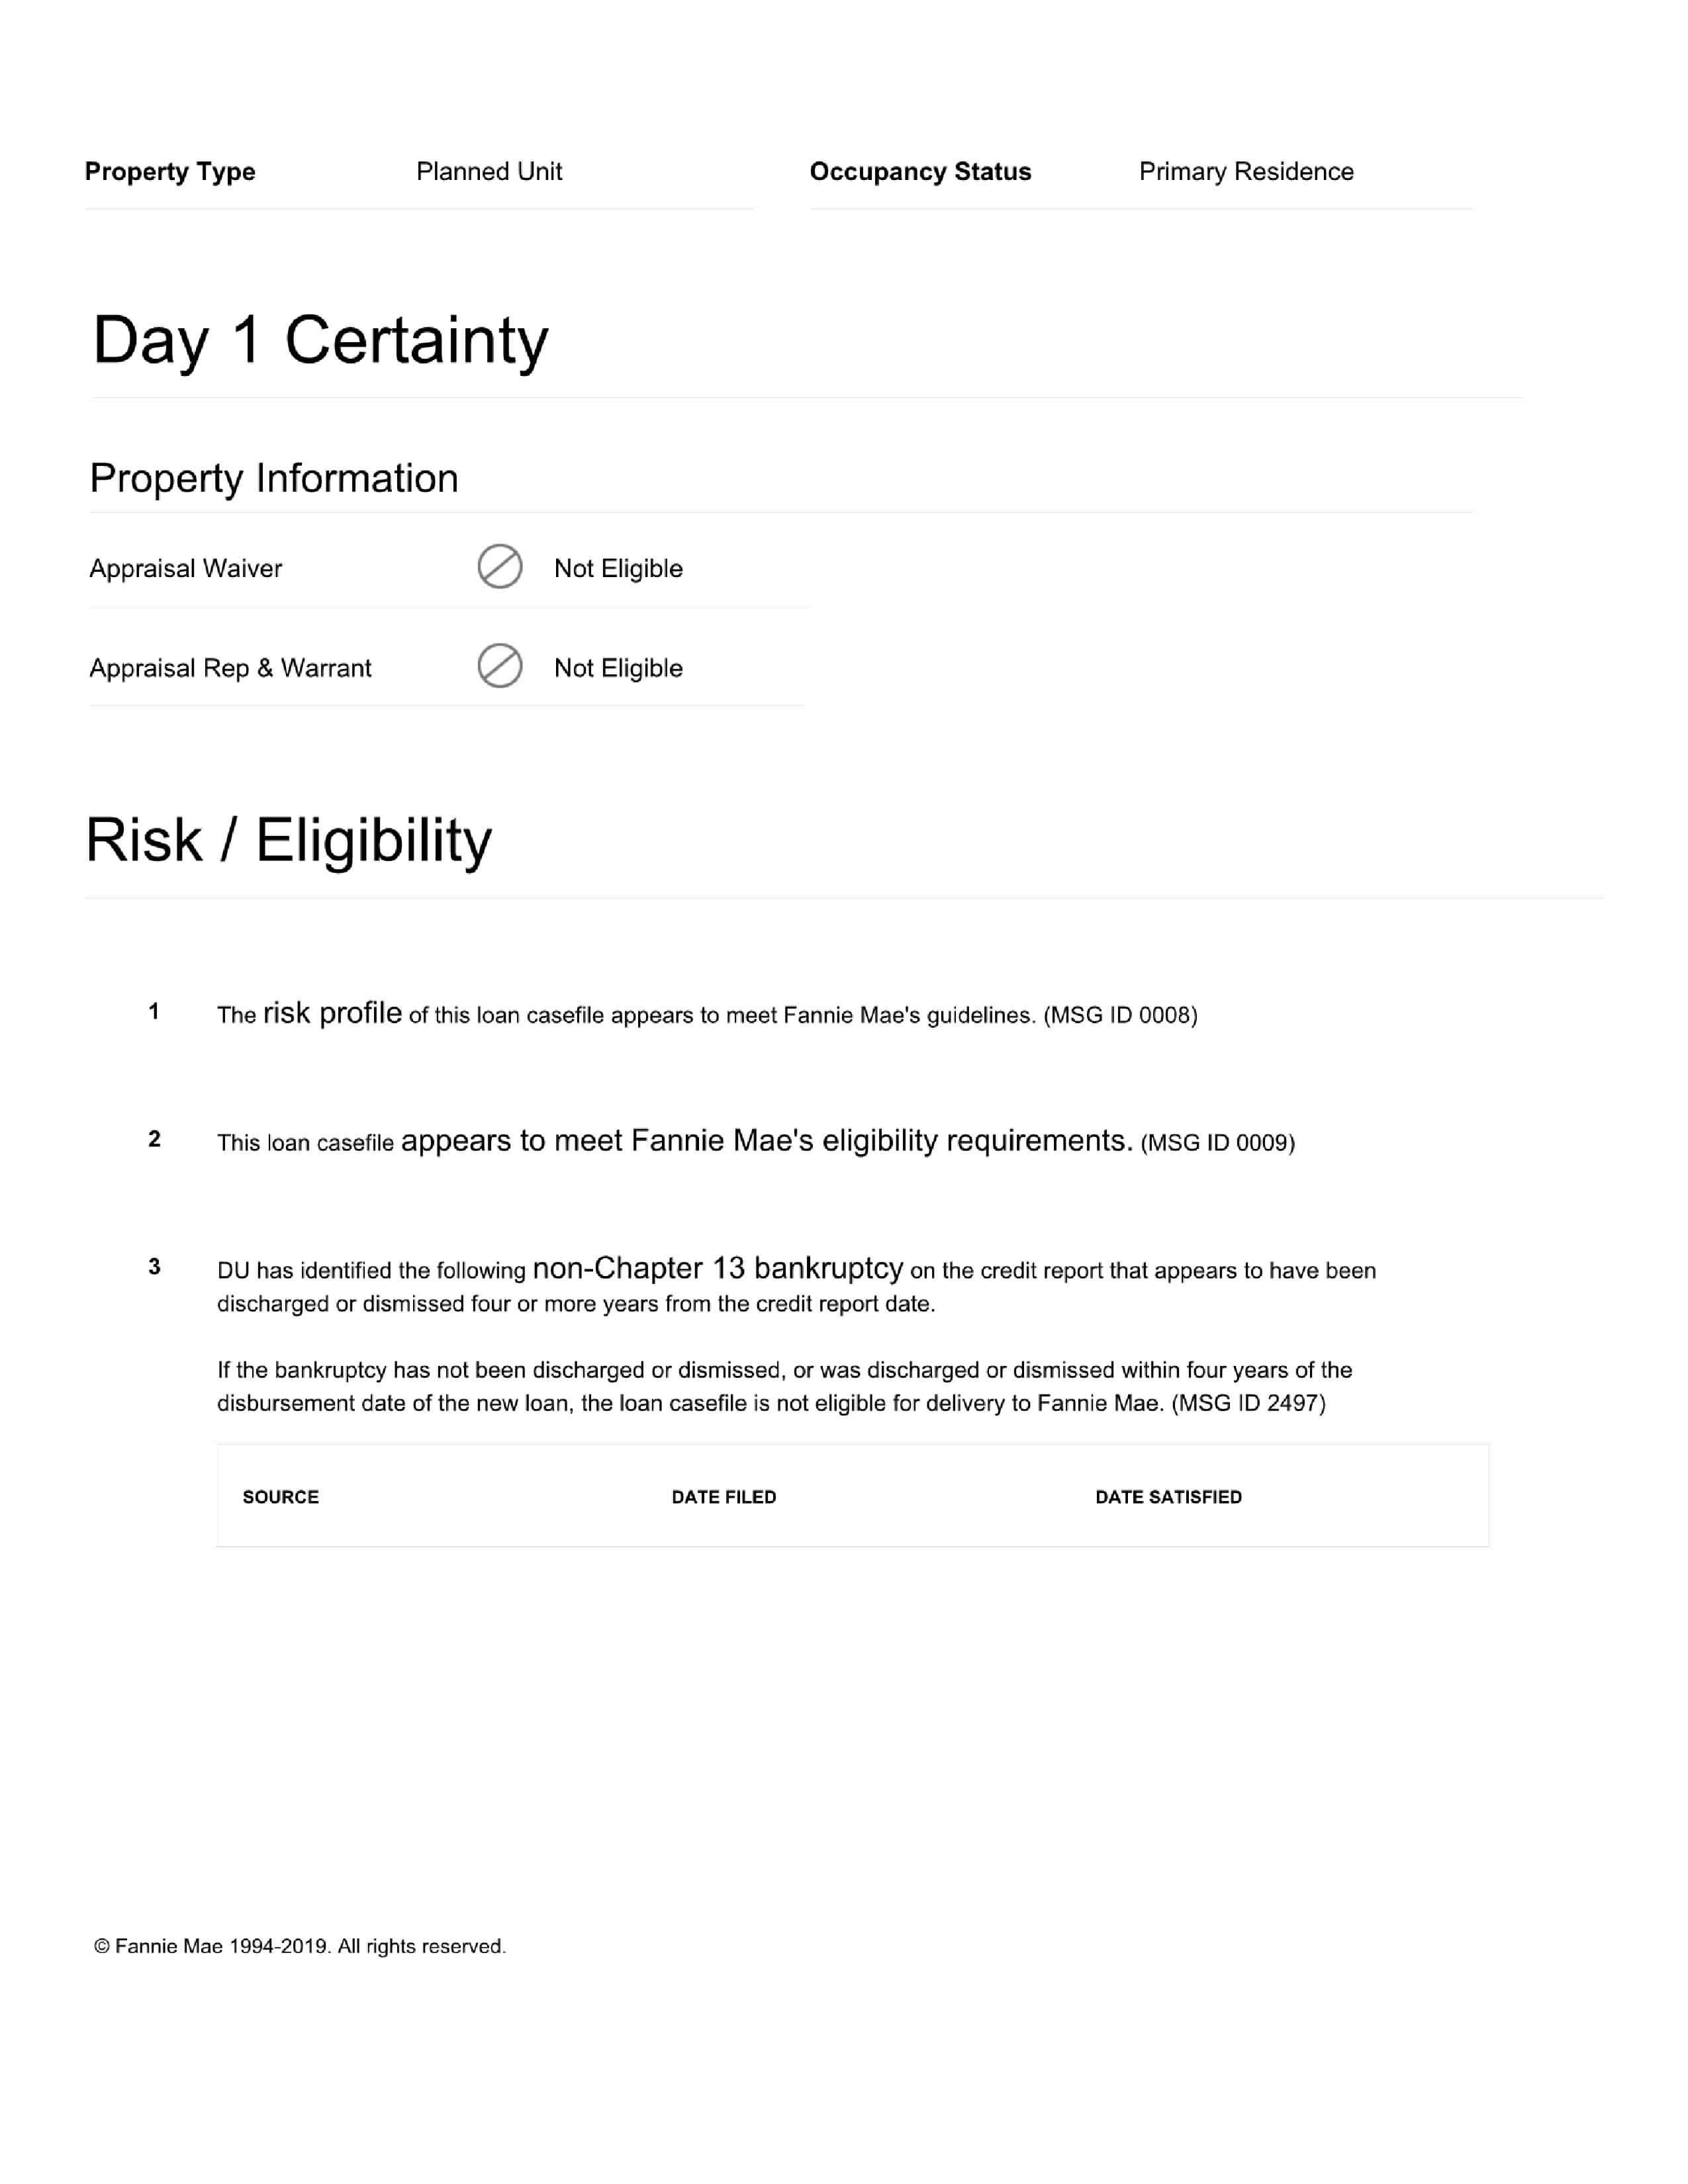 Property Type Planned Unit Occupancy Status Primary Residence
Day 1 Certainty
Property Information
Appraisal Waiver Not Eligible
Appraisal Rep & Warrant Not Eligible
Risk / Eligibility
1 The risk profile of this loan casefile appears to meet Fannie Mae's guidelines. (MSG ID 0008)
2 This loan casefile appears to meet Fannie Mae's eligibility requirements. (MSG ID 0009)
3 DU has identified the following non-Chapter 13 bankruptcy on the credit report that appears to have been
discharged or dismissed four or more years from the credit report date.
If the bankruptcy has not been discharged or dismissed, or was discharged or dismissed within four years of the
disbursement date of the new loan, the loan casefile is not eligible for delivery to Fannie Mae. (MSG ID 2497)
SOURCE DATE FILED DATE SATISFIED
© Fannie Mae 1994-2019. All rights reserved.